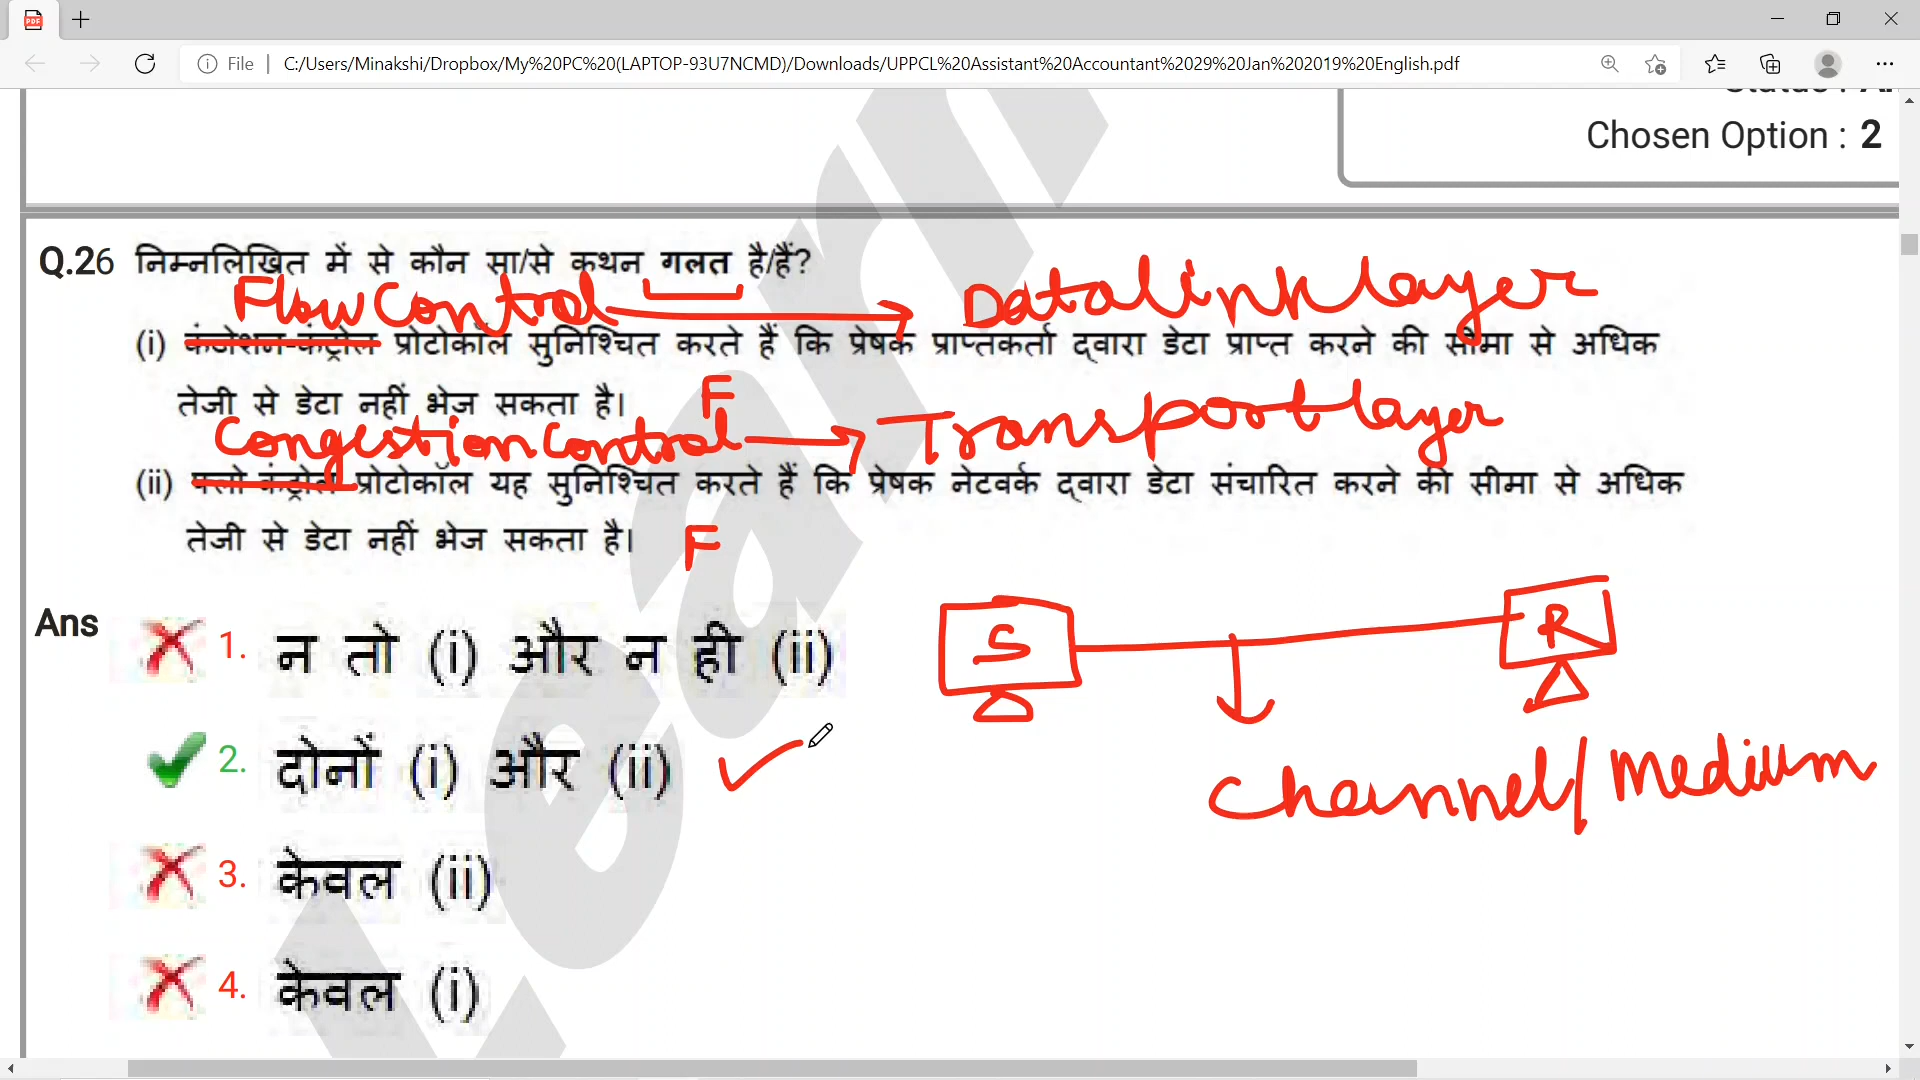 File C:/Users/Minakshi/Dropbox/My%20PC%20(LAPTOP-93U7NCMD)/Downloads/UPPCL%20Assistant%20Accountant%2029%20Jan%202019%20English.pdf
Chosen Option : 2
Q.26 निम्नलिखित में से कौन सा/से कथन गलत है/हैं?
Flow Control Data link layer
(i) कंजेशन-कंट्रोल प्रोटोकॉल सुनिश्चित करते हैं कि प्रेषक प्राप्तकर्ता द्वारा डेटा प्राप्त करने की सीमा से अधिक
तेजी से डेटा नहीं भेज सकता है। F
Congestion Control Transport layer
(ii) फ्लो कंट्रोल प्रोटोकॉल यह सुनिश्चित करते हैं कि प्रेषक नेटवर्क द्वारा डेटा संचारित करने की सीमा से अधिक
तेजी से डेटा नहीं भेज सकता है। F
S R
Channel/Medium
Ans 1. न तो (i) और न ही (ii)
2. दोनों (i) और (ii)
3. केवल (ii)
4. केवल (i)
Learn